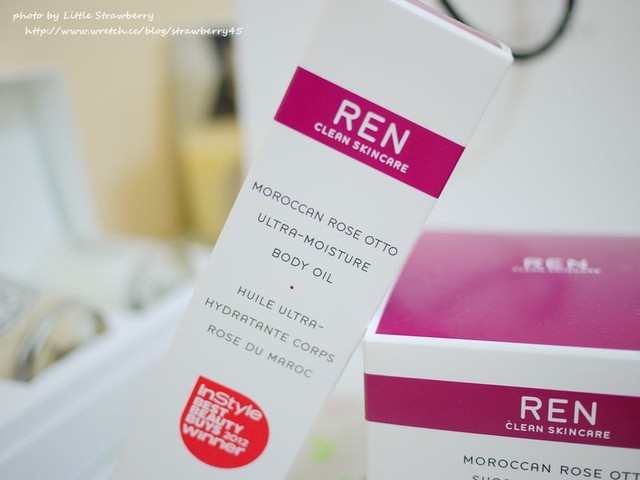 photo by Little Strawberry
http://www.wretch.cc/blog/strawberry45
REN
CLEAN SKINCARE
MOROCCAN ROSE OTTO
ULTRA-MOISTURE
BODY OIL
HUILE ULTRA-
HYDRATANTE CORPS
ROSE DU MAROC
InStyle
BEST
BEAUTY
BUYS 2012
winner
REN
CLEAN SKINCARE
REN
CLEAN SKINCARE
MOROCCAN ROSE OTTO